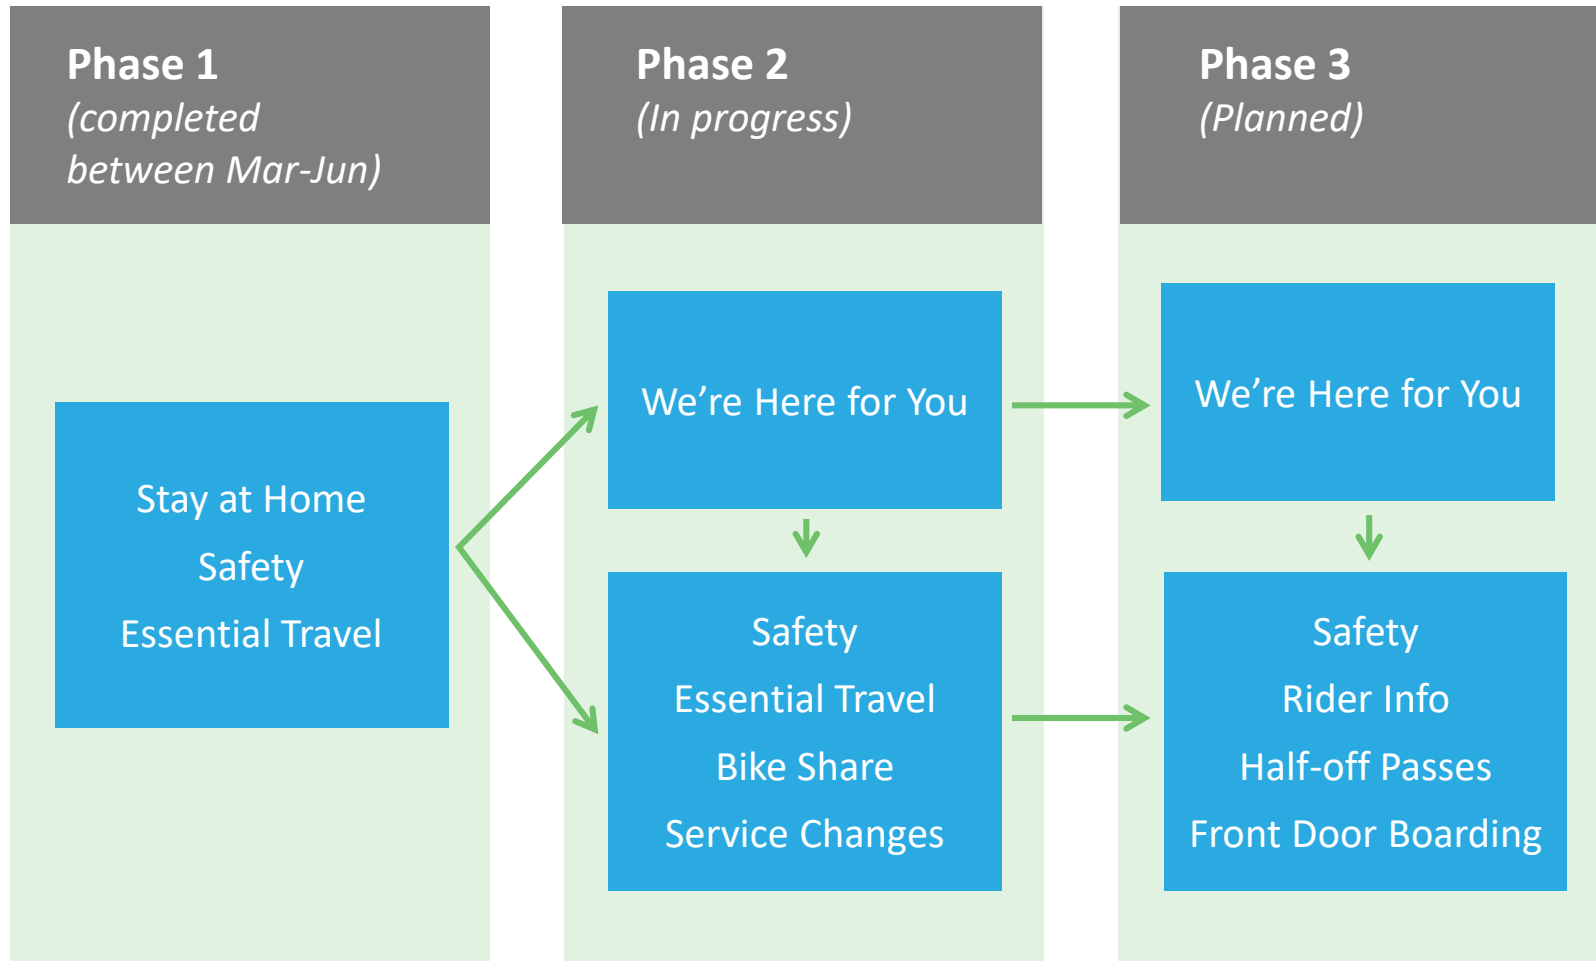 Phase 1
(completed
between Mar-Jun)
Stay at Home
Safety
Essential Travel
Phase 2
(In progress)
We’re Here for You
Safety
Essential Travel
Bike Share
Service Changes
Phase 3
(Planned)
We’re Here for You
Safety
Rider Info
Half-off Passes
Front Door Boarding